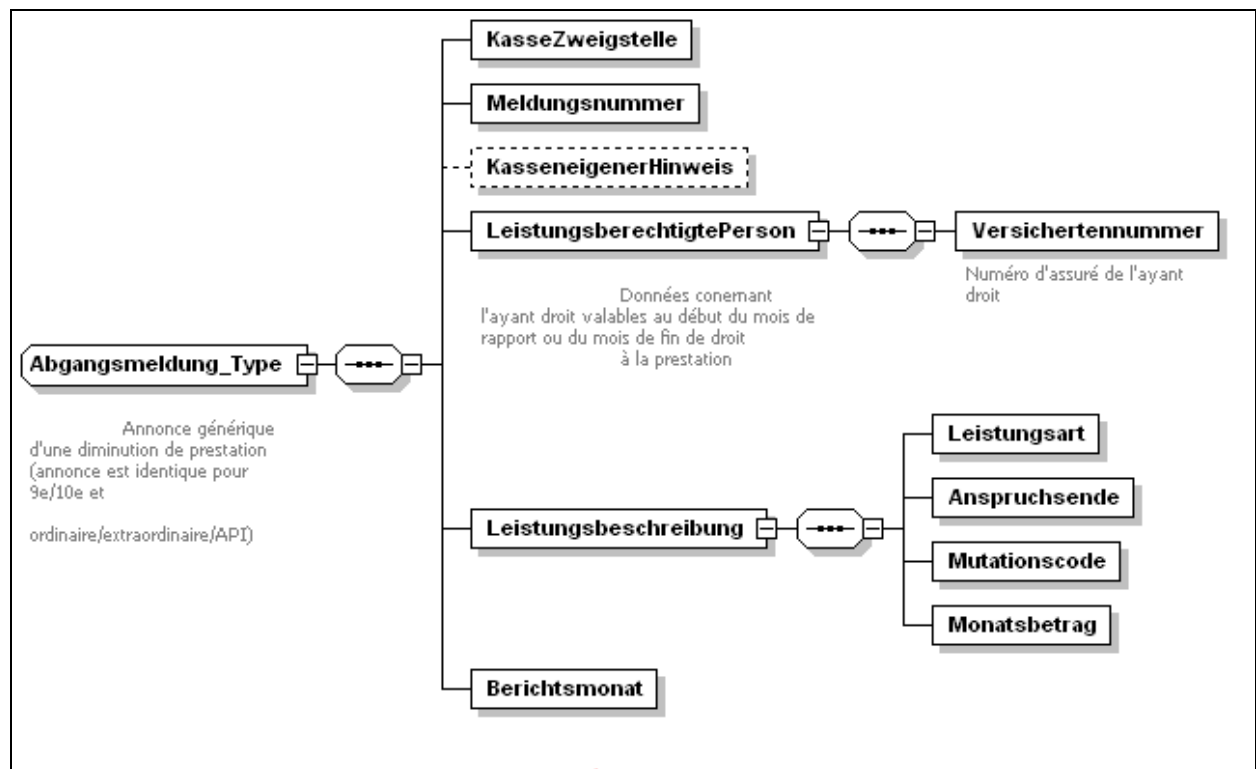 KasseZweigstelle
Meldungsnummer
KasseneigenerHinweis
LeistungsberechtigtePerson
Versichertennummer
Numéro d'assuré de l'ayant
droit
Données conernant
l'ayant droit valables au début du mois de
rapport ou du mois de fin de droit
à la prestation
Abgangsmeldung_Type
Annonce générique
d'une diminution de prestation
(annonce est identique pour
9e/10e et
ordinaire/extraordinaire/API)
Leistungsbeschreibung
Leistungsart
Anspruchsende
Mutationscode
Monatsbetrag
Berichtsmonat